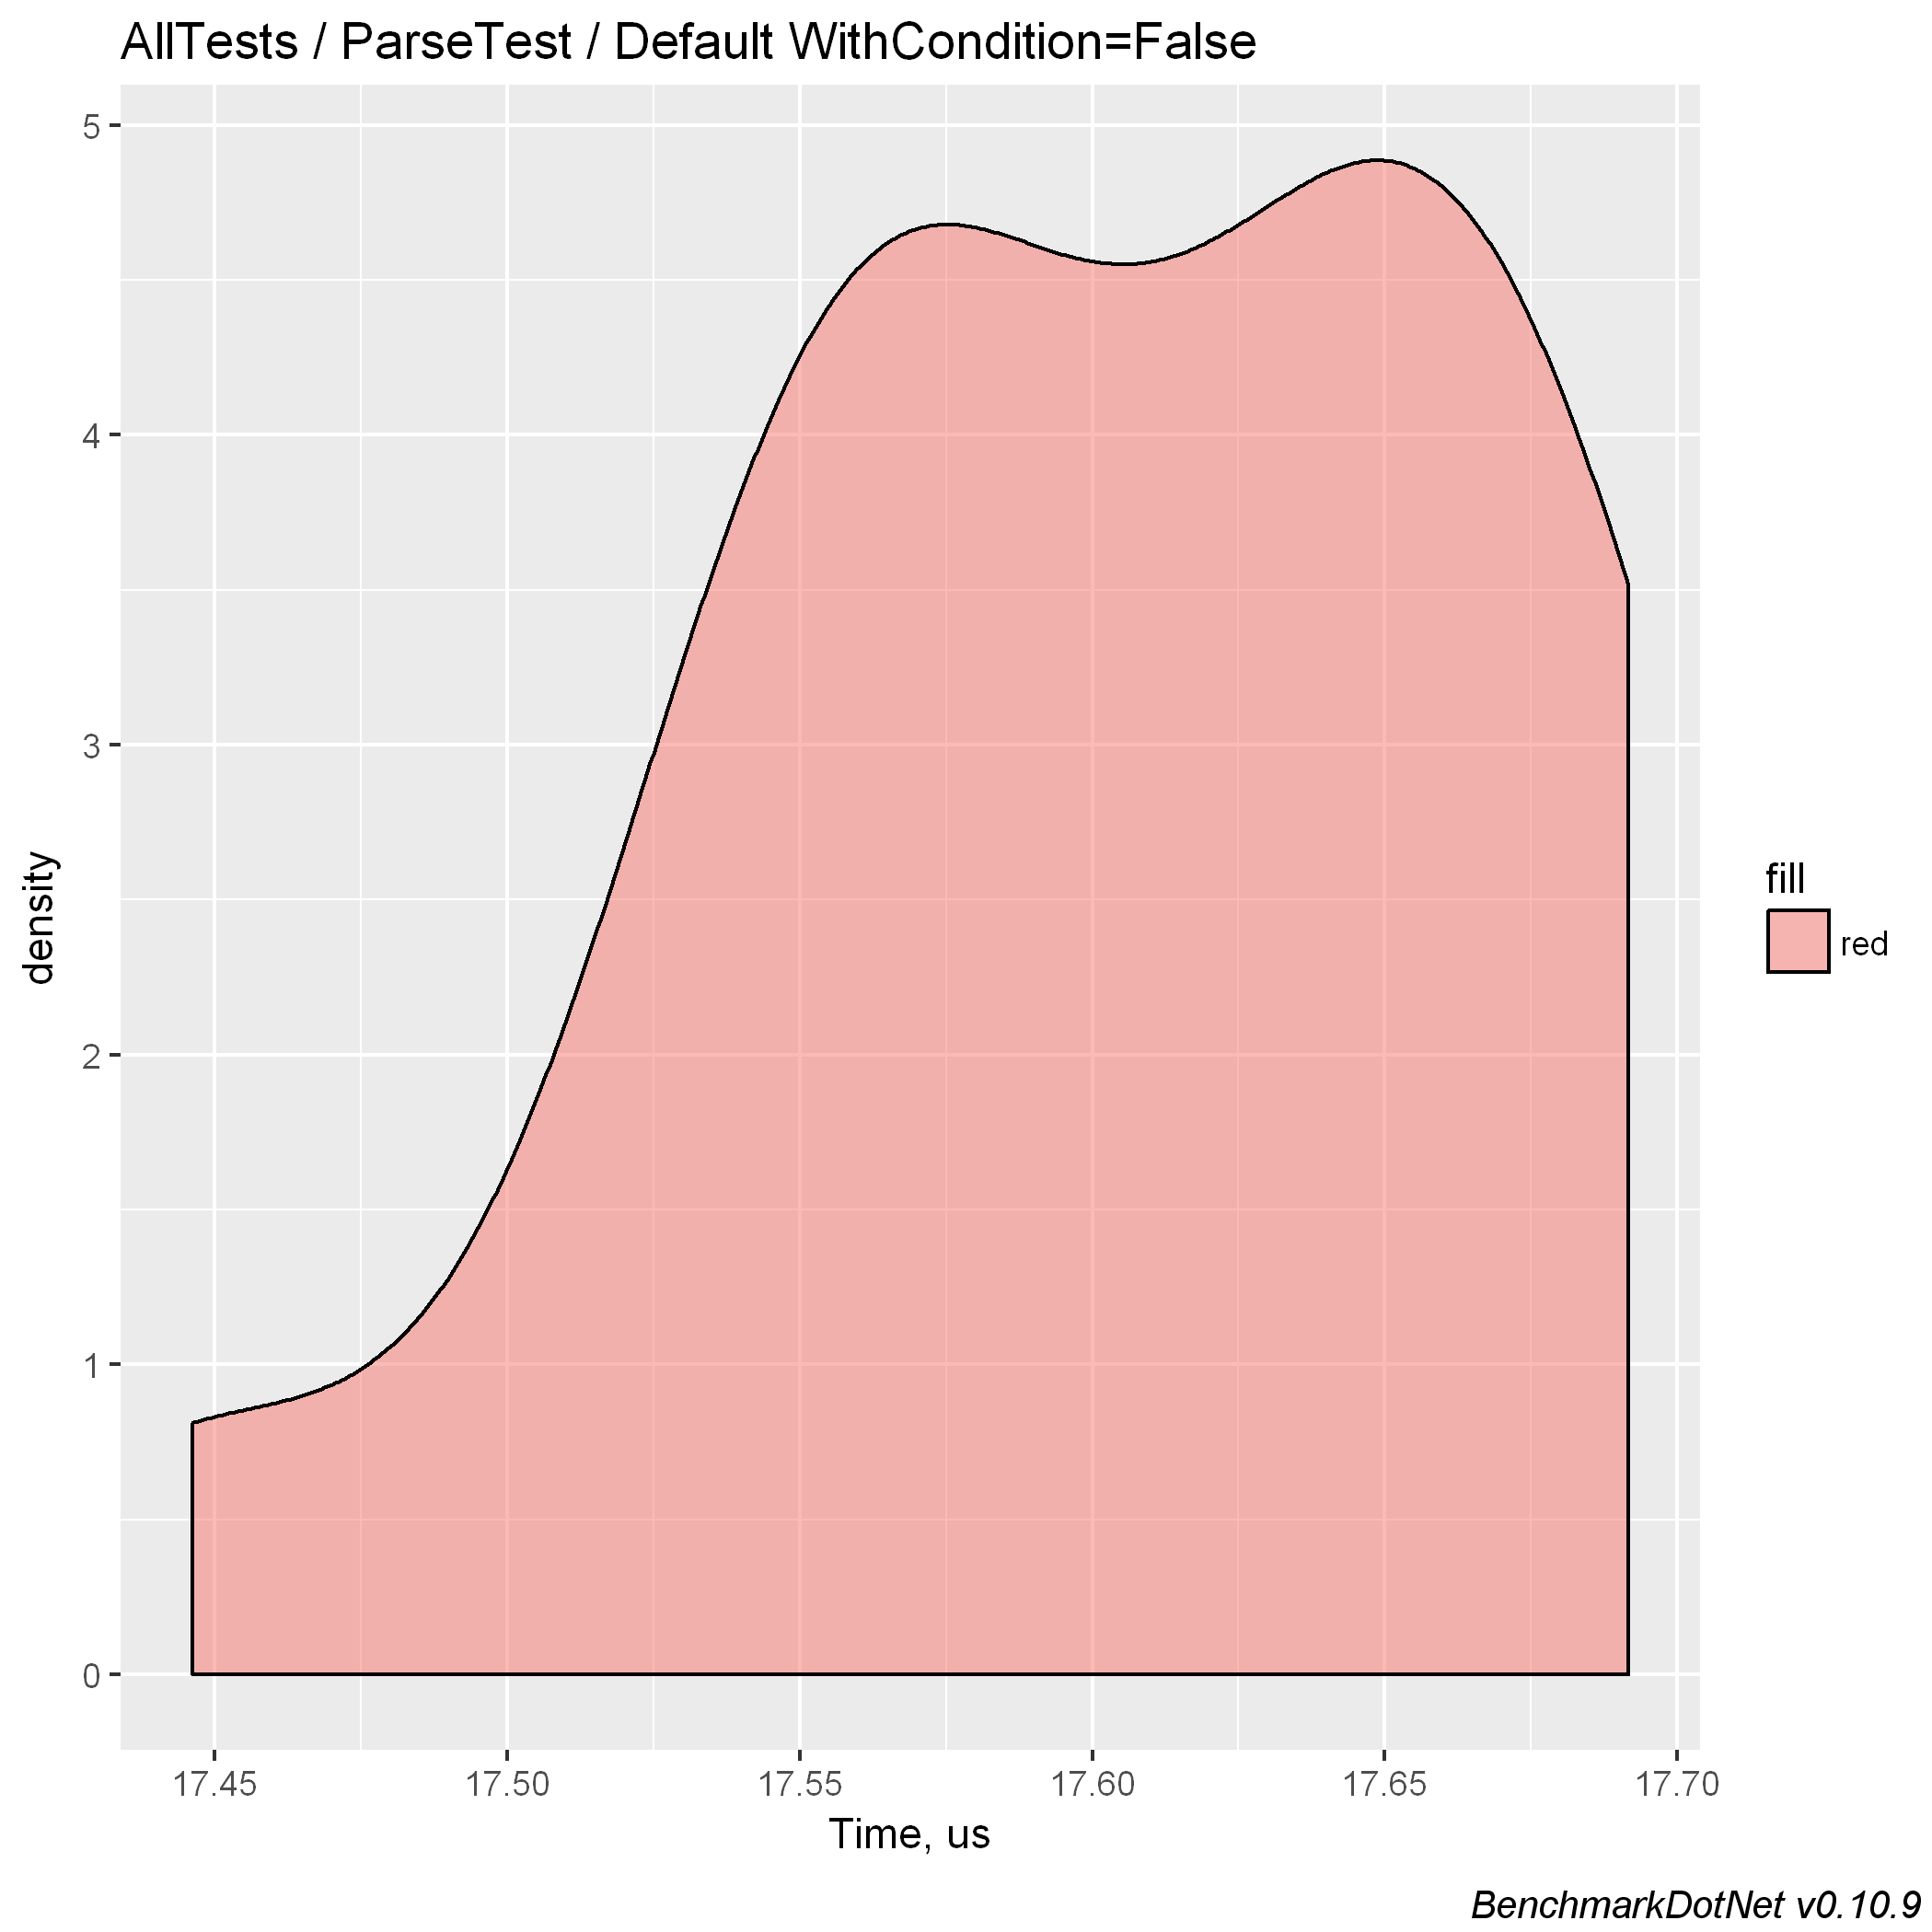 AllTests / ParseTest / Default WithCondition=False
5
4
3
2
1
0
density
17.45 17.50 17.55 17.60 17.65 17.70
Time, us
fill
red
BenchmarkDotNet v0.10.9